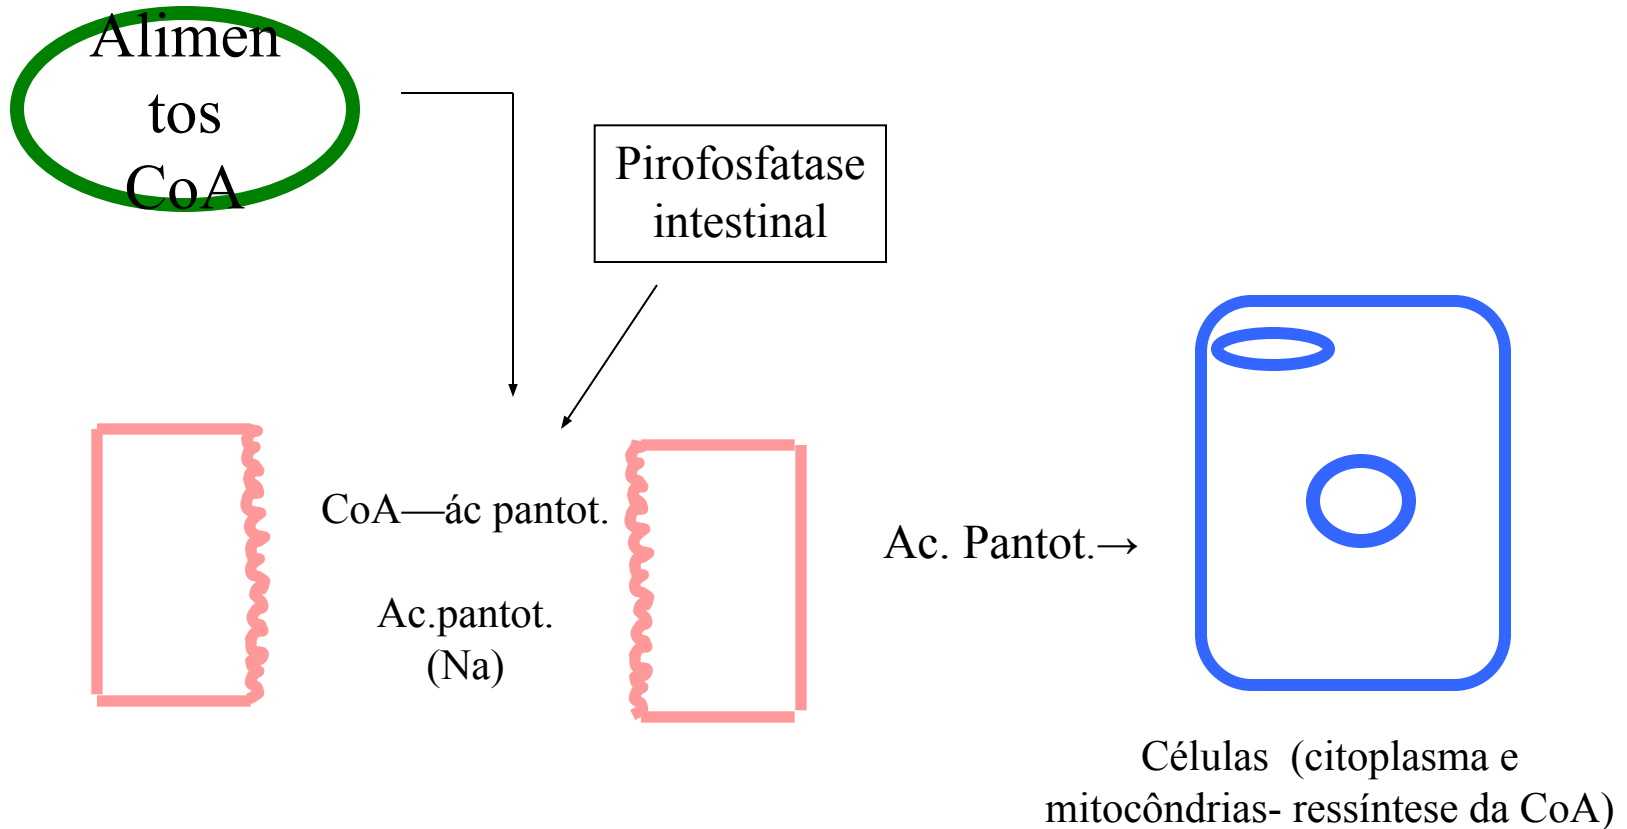 Alimen
tos
CoA
Pirofosfatase
intestinal
CoA—ác pantot.
Ac.pantot.
(Na)
Ac. Pantot.→
Células (citoplasma e
mitocôndrias- ressíntese da CoA)